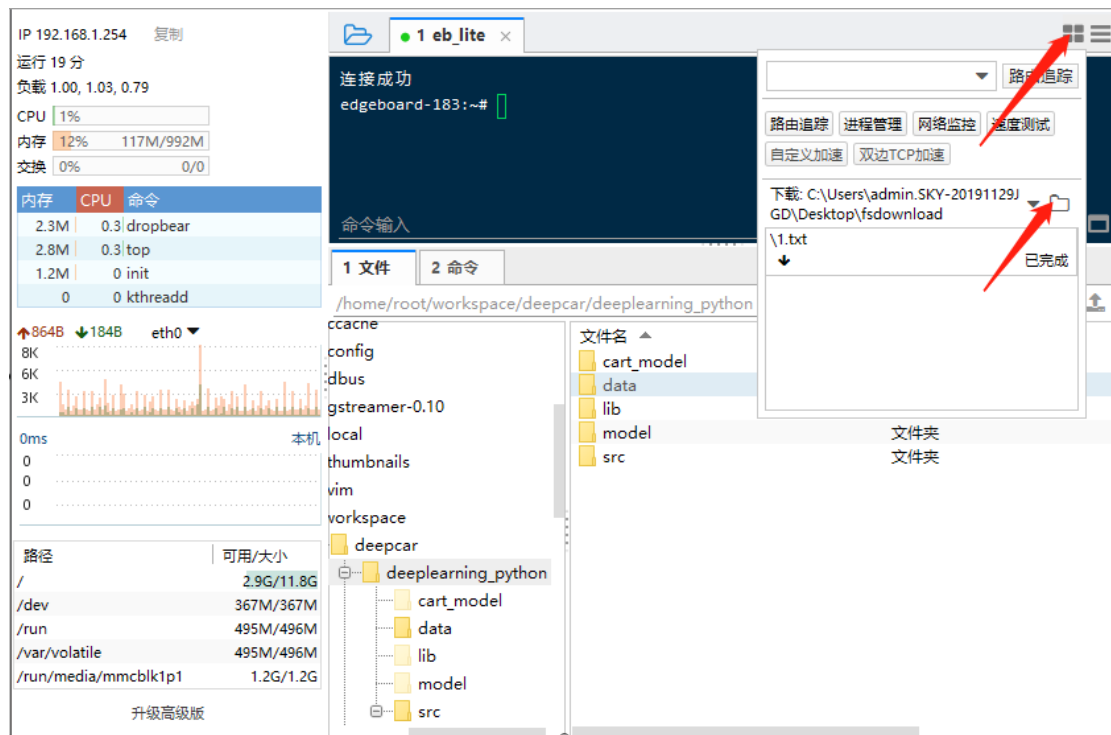 IP 192.168.1.254 复制
运行 19 分
负载 1.00, 1.03, 0.79
CPU 1%
内存 12% 117M/992M
交换 0% 0/0
内存 CPU 命令
2.3M 0.3 dropbear
2.8M 0.3 top
1.2M 0 init
0 0 kthreadd
864B 184B eth0
8K
6K
3K
0ms 本机
0
0
0
路径 可用/大小
/ 2.9G/11.8G
/dev 367M/367M
/run 495M/496M
/var/volatile 495M/496M
/run/media/mmcblk1p1 1.2G/1.2G
升级高级版
1 eb_lite ×
连接成功
edgeboard-183:~#
命令输入
路由追踪
路由追踪 进程管理 网络监控 速度测试
自定义加速 双边TCP加速
下载: C:\Users\admin.SKY-20191129J
GD\Desktop\fsdownload
\1.txt
已完成
1 文件 2 命令
/home/root/workspace/deepcar/deeplearning_python
ccache
config
dbus
gstreamer-0.10
local
thumbnails
vim
workspace
deepcar
deeplearning_python
cart_model
data
lib
model
src
文件名
cart_model
data
lib
model 文件夹
src 文件夹